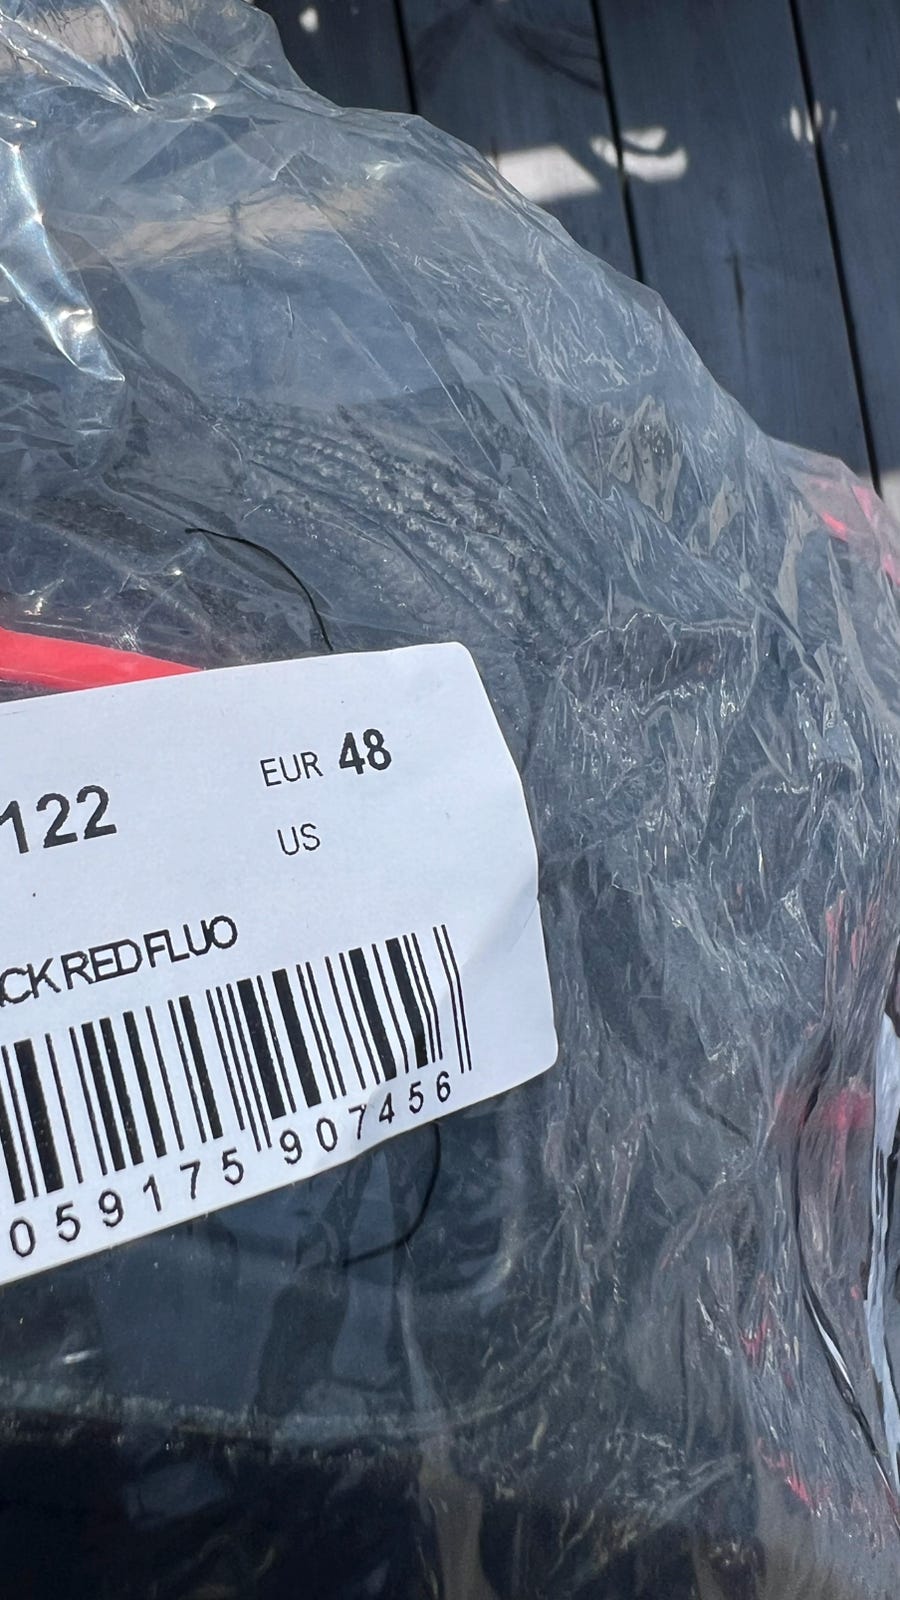 EUR 48
122
US
CK RED FLUO
059175 907456